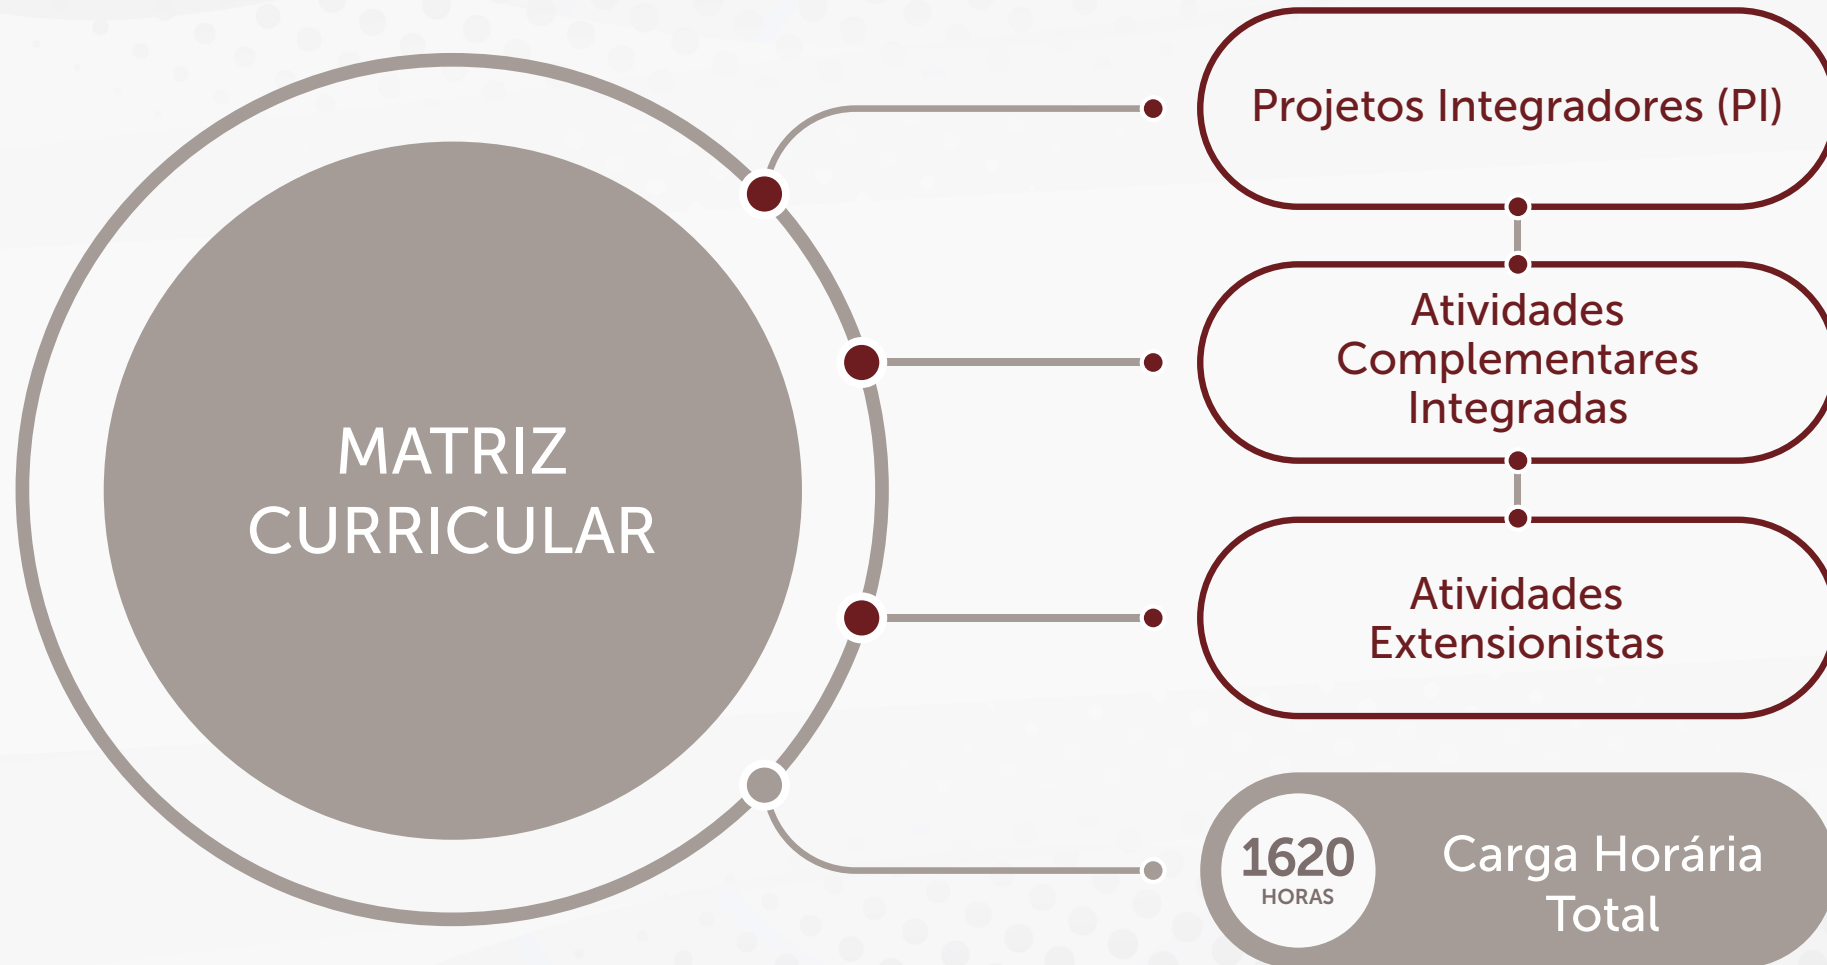 MATRIZ
CURRICULAR
Projetos Integradores (PI)
Atividades
Complementares
Integradas
Atividades
Extensionistas
1620
HORAS
Carga Horária
Total